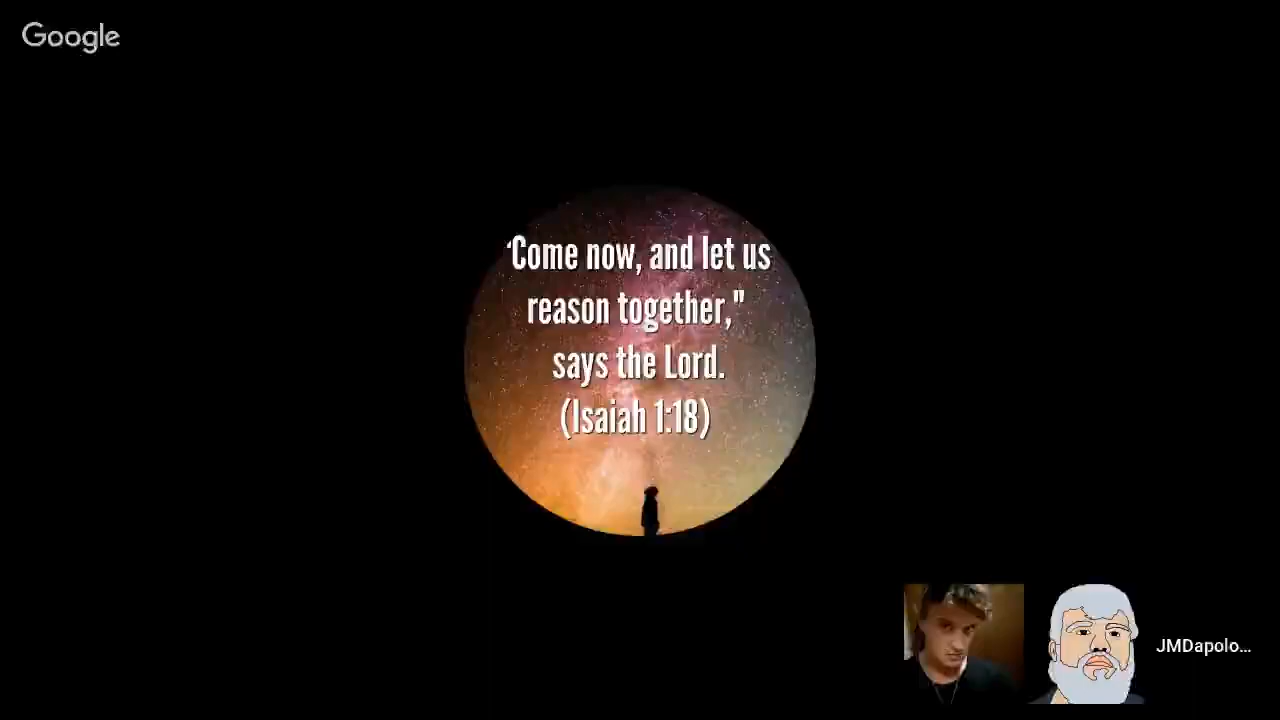 Google
‘Come now, and let us
reason together,"
says the Lord.
(Isaiah 1:18)
JMDapolo...